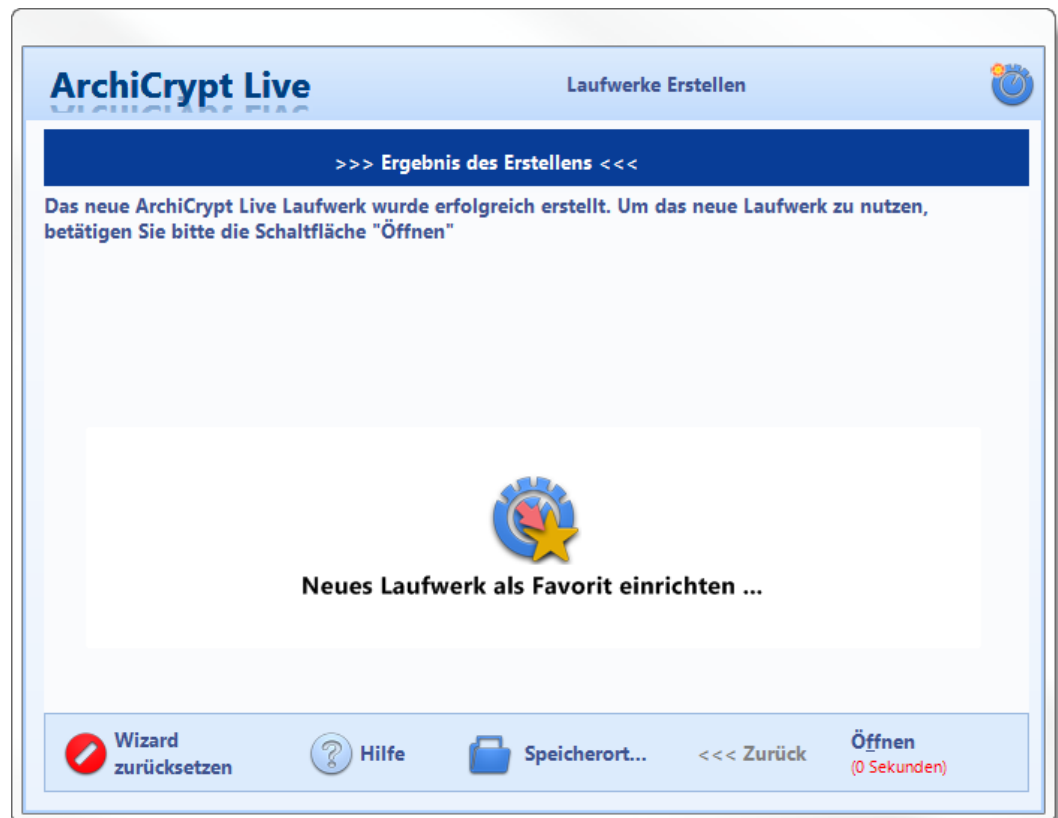 ArchiCrypt Live
Laufwerke Erstellen
>>> Ergebnis des Erstellens <<<
Das neue ArchiCrypt Live Laufwerk wurde erfolgreich erstellt. Um das neue Laufwerk zu nutzen,
betätigen Sie bitte die Schaltfläche "Öffnen"
Neues Laufwerk als Favorit einrichten ...
Wizard
zurücksetzen
Hilfe
Speicherort...
<<< Zurück
Öffnen
(0 Sekunden)